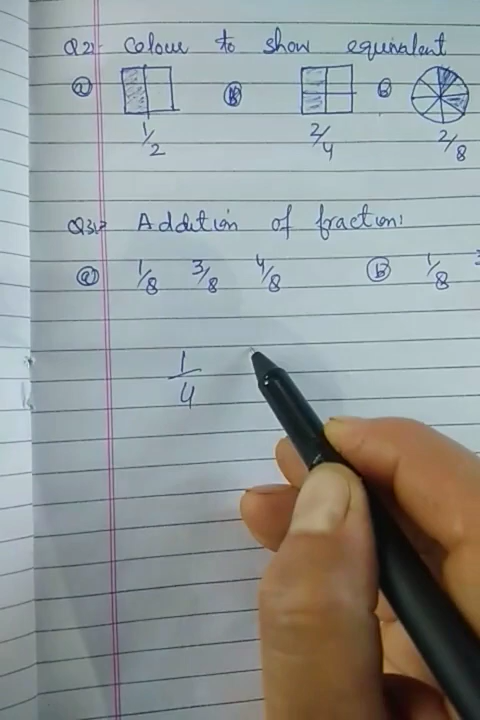 Q2) Colour to show equivalent
a B c
1/2 2/4 2/8
Q3) Addition of fraction:
a 1/8 3/8 4/8 B 1/8
1/4